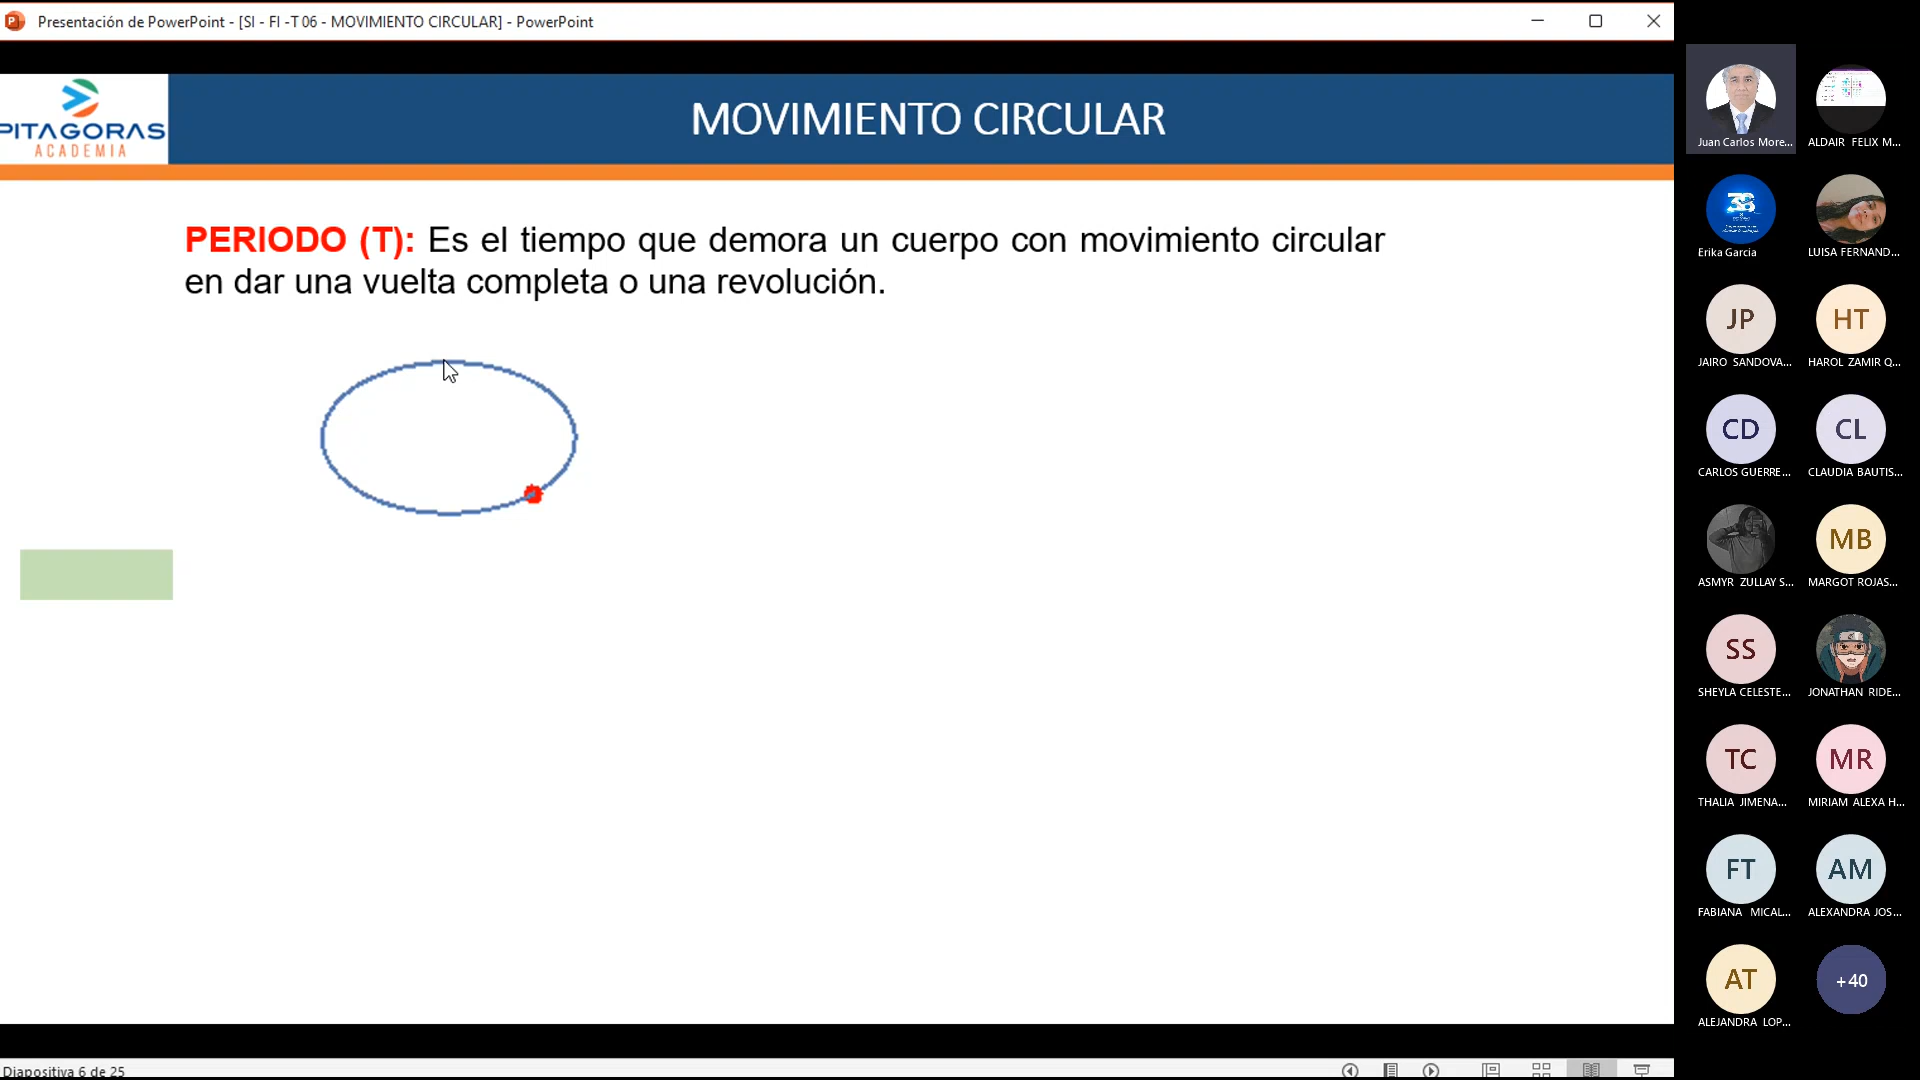 Presentación de PowerPoint - [SI - FI -T 06 - MOVIMIENTO CIRCULAR] - PowerPoint
PITAGORAS
ACADEMIA
MOVIMIENTO CIRCULAR
PERIODO (T): Es el tiempo que demora un cuerpo con movimiento circular
en dar una vuelta completa o una revolución.
Diapositiva 6 de 25
Juan Carlos More...
ALDAIR FELIX M...
38
Erika Garcia
LUISA FERNAND...
JP
JAIRO SANDOVA...
HT
HAROL ZAMIR Q...
CD
CARLOS GUERRE...
CL
CLAUDIA BAUTIS...
ASMYR ZULLAY S...
MB
MARGOT ROJAS...
SS
SHEYLA CELESTE...
JONATHAN RIDE...
TC
THALIA JIMENA...
MR
MIRIAM ALEXA H...
FT
FABIANA MICAL...
AM
ALEXANDRA JOS...
AT
ALEJANDRA LOP...
+40